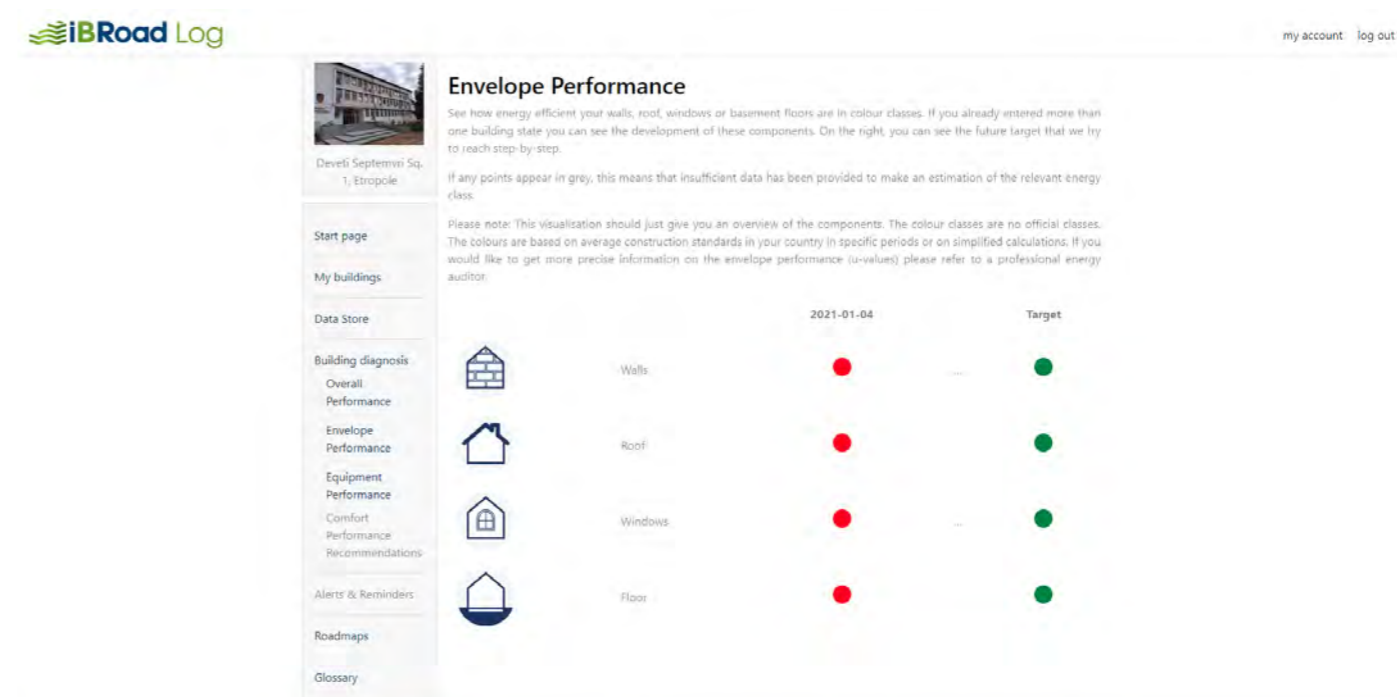 iBRoad Log
my account log out
Deveti Septemvri Sq.
1, Etropole
Start page
My buildings
Data Store
Building diagnosis
Overall
Performance
Envelope
Performance
Equipment
Performance
Comfort
Performance
Recommendations
Alerts & Reminders
Roadmaps
Glossary
Envelope Performance
See how energy efficient your walls, roof, windows or basement floors are in colour classes. If you already entered more than
one building state you can see the development of these components. On the right, you can see the future target that we try
to reach step-by-step.
If any points appear in grey, this means that insufficient data has been provided to make an estimation of the relevant energy
class.
Please note: This visualisation should just give you an overview of the components. The colour classes are no official classes.
The colours are based on average construction standards in your country in specific periods or on simplified calculations. If you
would like to get more precise information on the envelope performance (u-values) please refer to a professional energy
auditor.
2021-01-04 Target
Walls ...
Roof
Windows ...
Floor